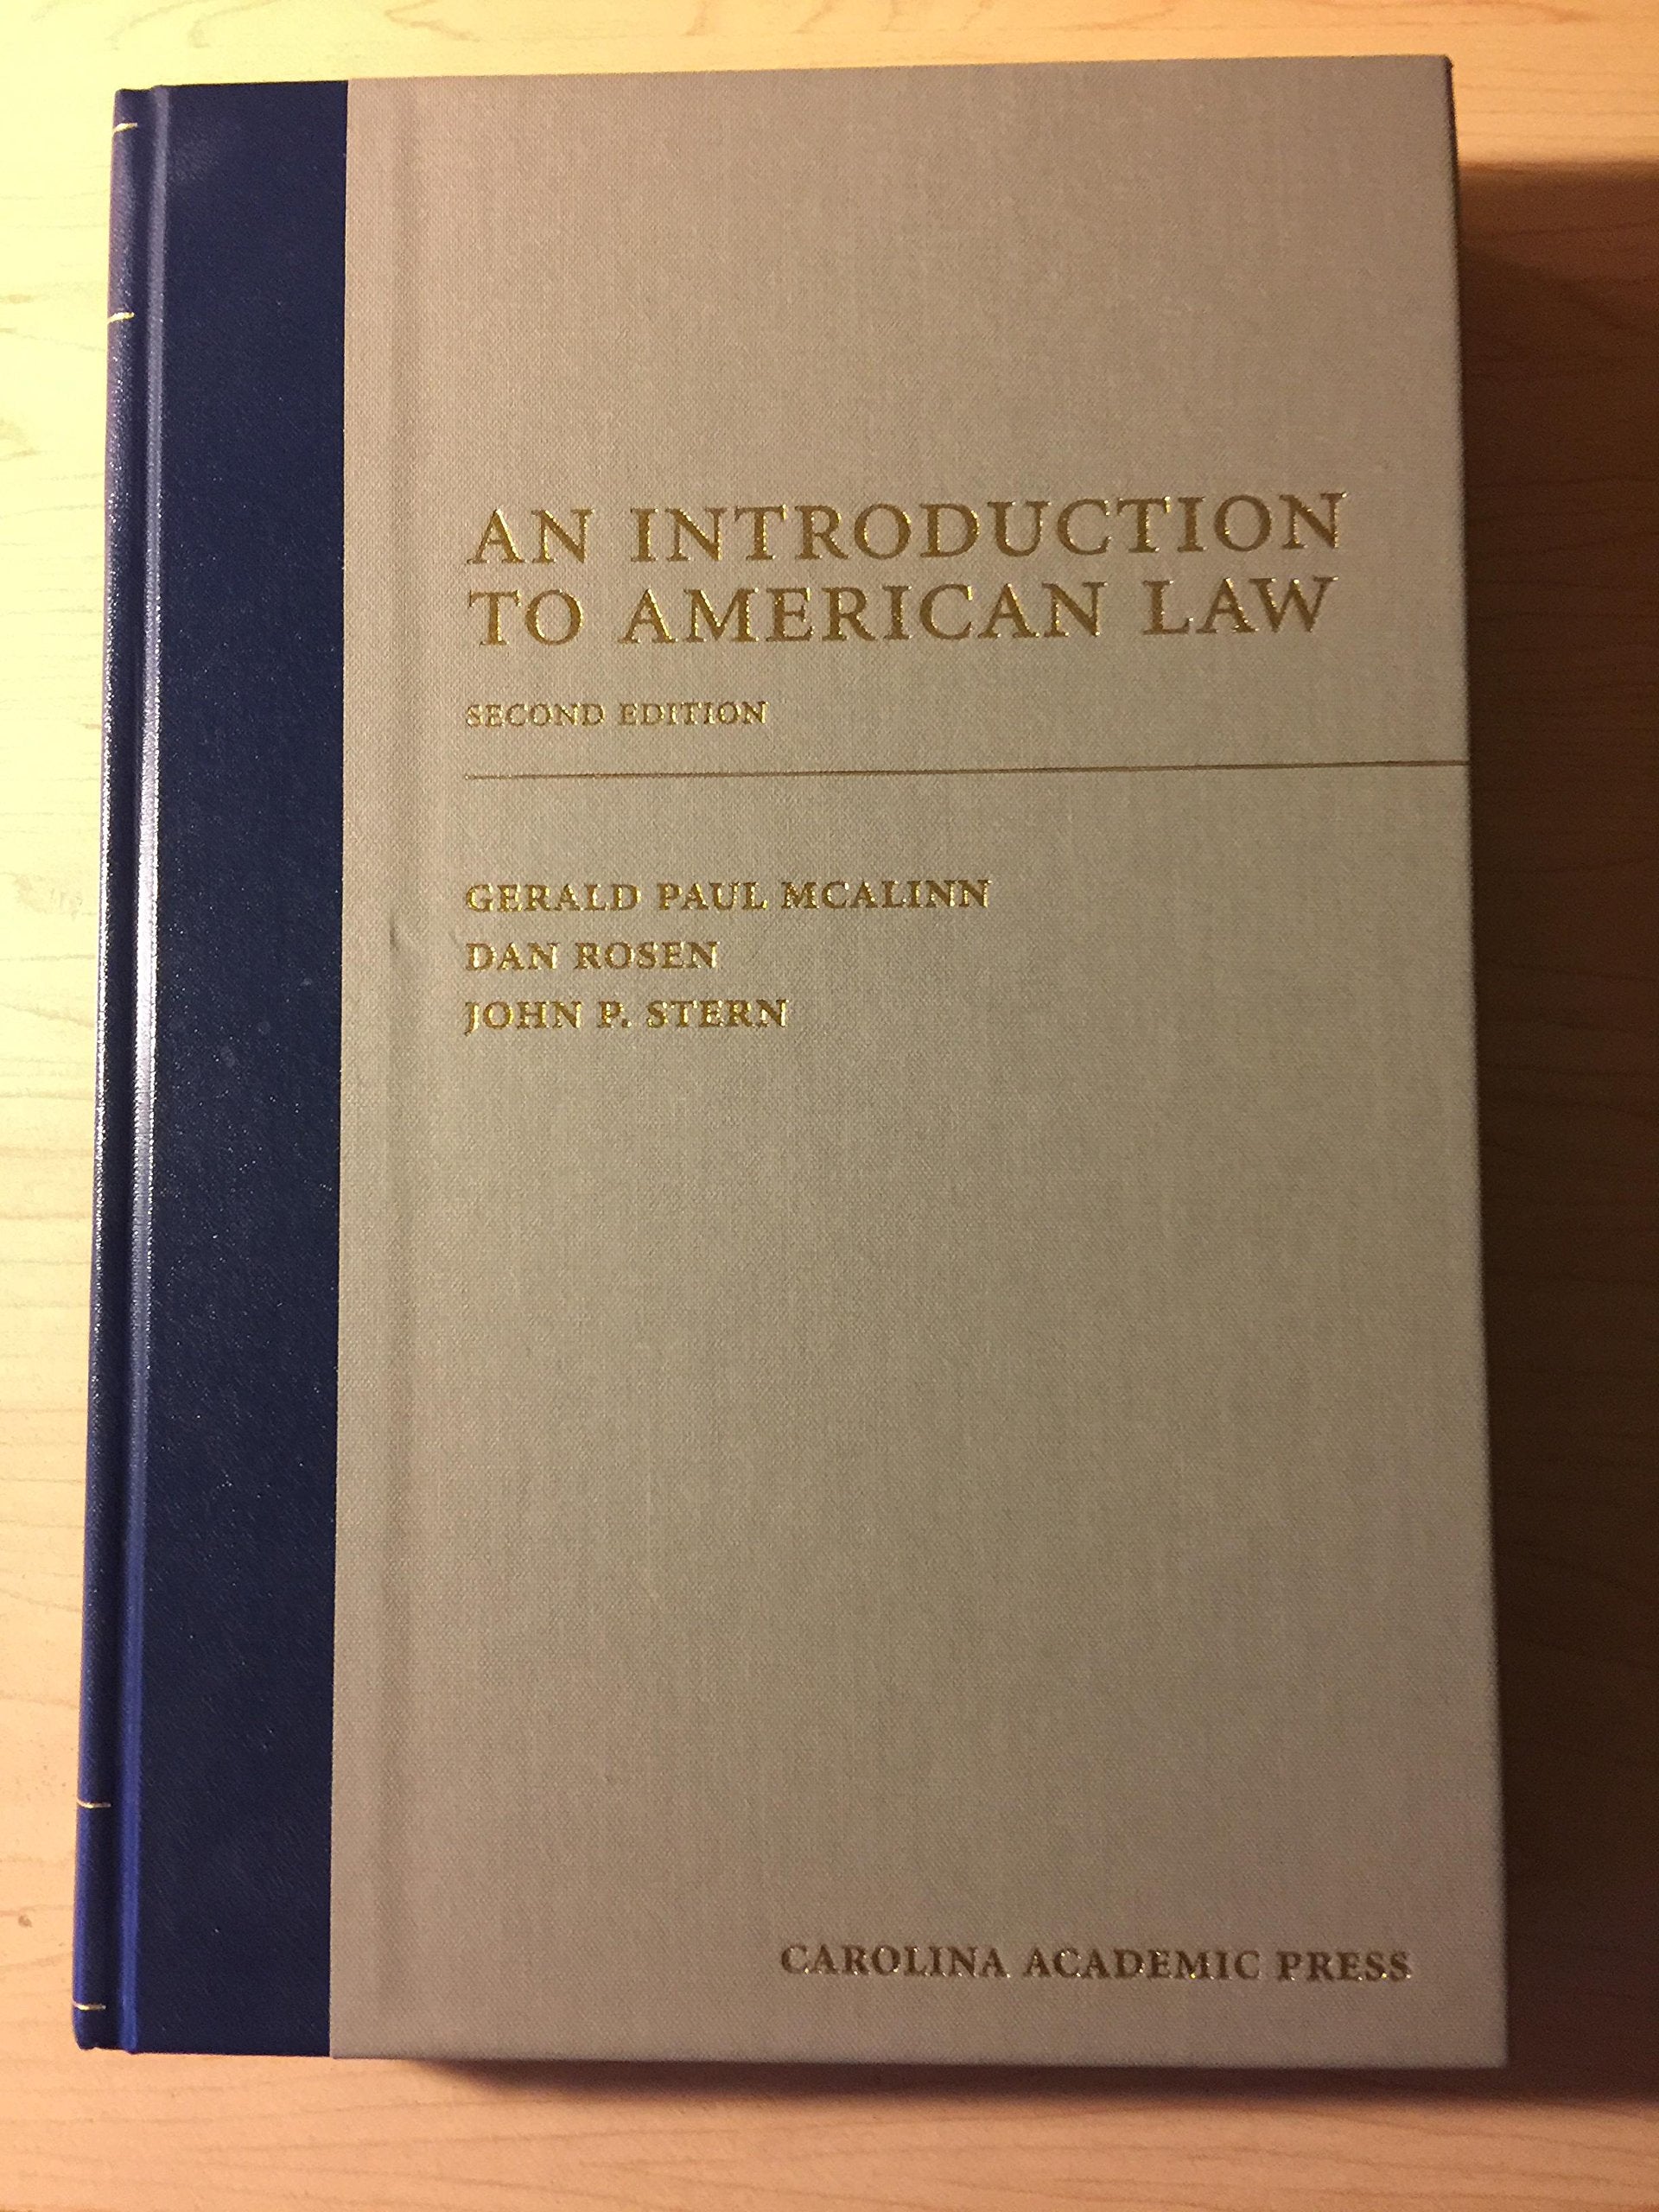 AN INTRODUCTION
TO AMERICAN LAW
SECOND EDITION
GERALD PAUL MCALINN
DAN ROSEN
JOHN P. STERN
CAROLINA ACADEMIC PRESS